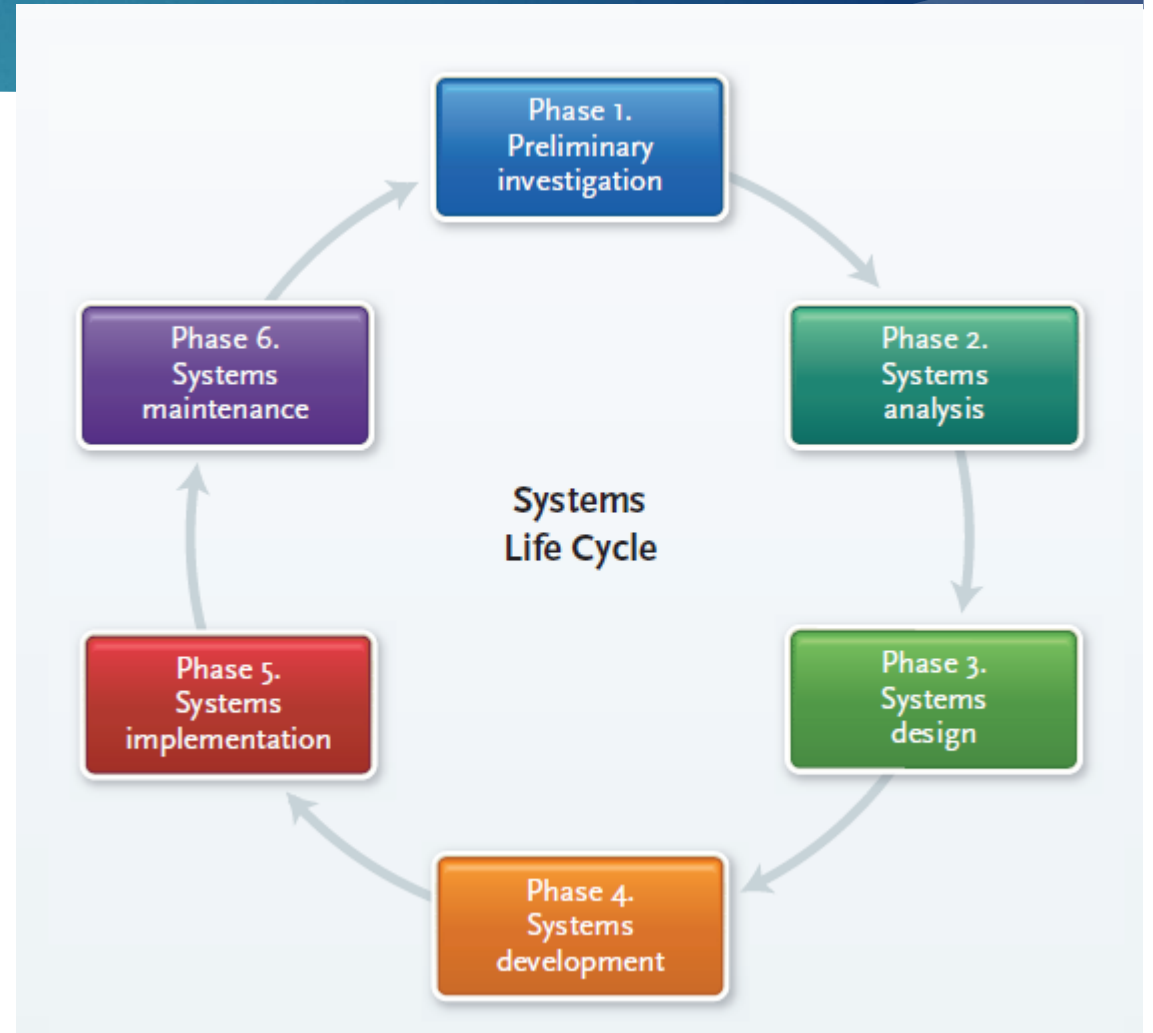 Phase 1.
Preliminary
investigation
Phase 2.
Systems
analysis
Phase 3.
Systems
design
Phase 4.
Systems
development
Phase 5.
Systems
implementation
Phase 6.
Systems
maintenance
Systems
Life Cycle